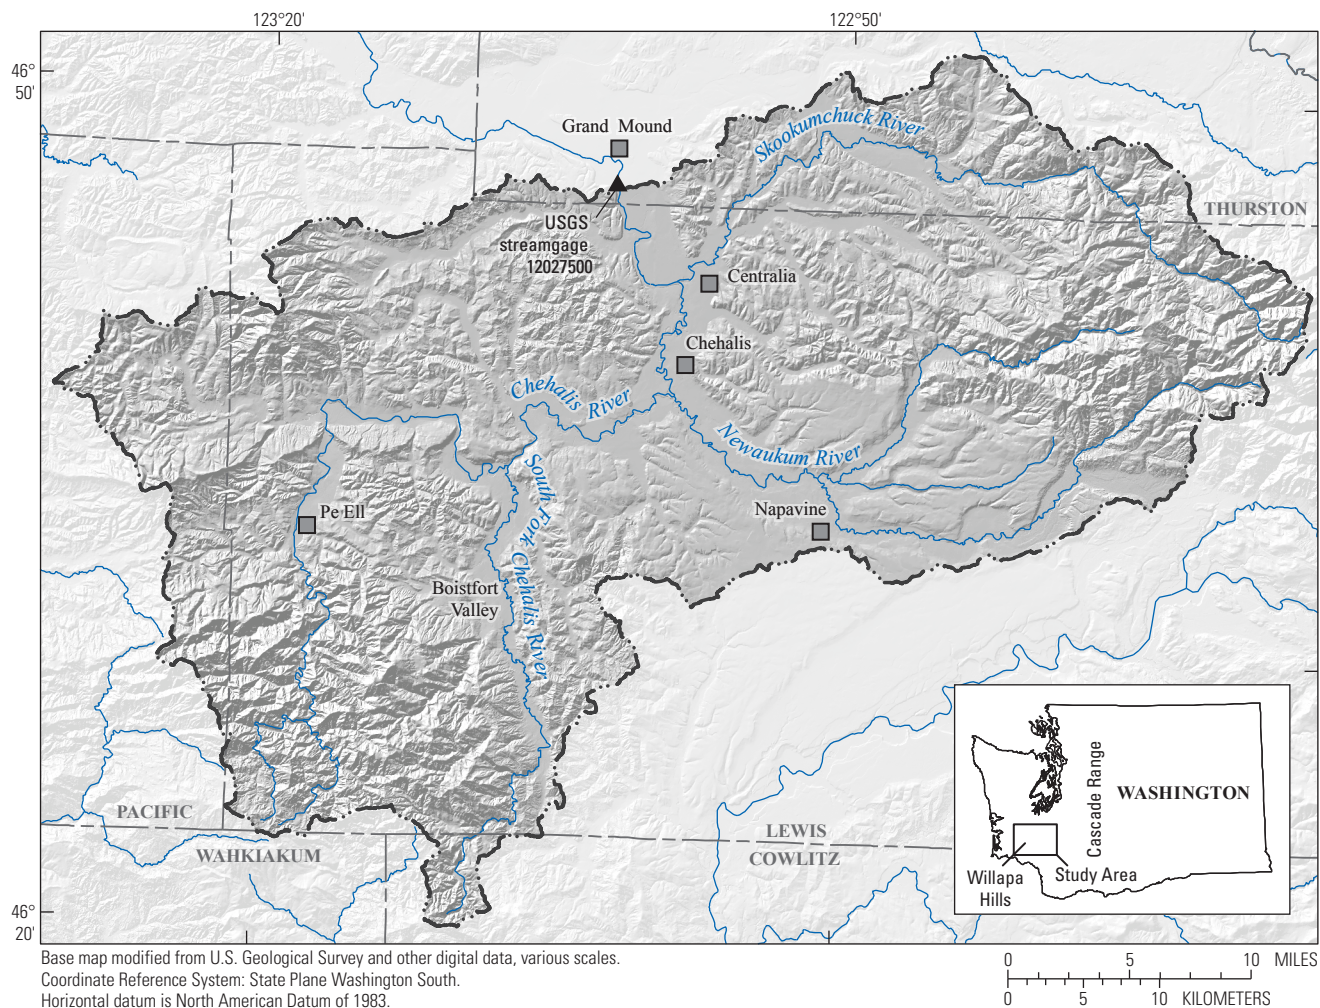 123°20'
122°50'
46°
50'
Grand Mound
Skookumchuck River
THURSTON
USGS
streamgage
12027500
Centralia
Chehalis
Chehalis River
Newaukum River
South Fork Chehalis River
Pe Ell
Napavine
Boistfort
Valley
PACIFIC
WAHKIAKUM
LEWIS
COWLITZ
WASHINGTON
Cascade Range
Willapa
Hills
Study Area
46°
20'
Base map modified from U.S. Geological Survey and other digital data, various scales.
Coordinate Reference System: State Plane Washington South.
Horizontal datum is North American Datum of 1983.
0 5 10 MILES
0 5 10 KILOMETERS